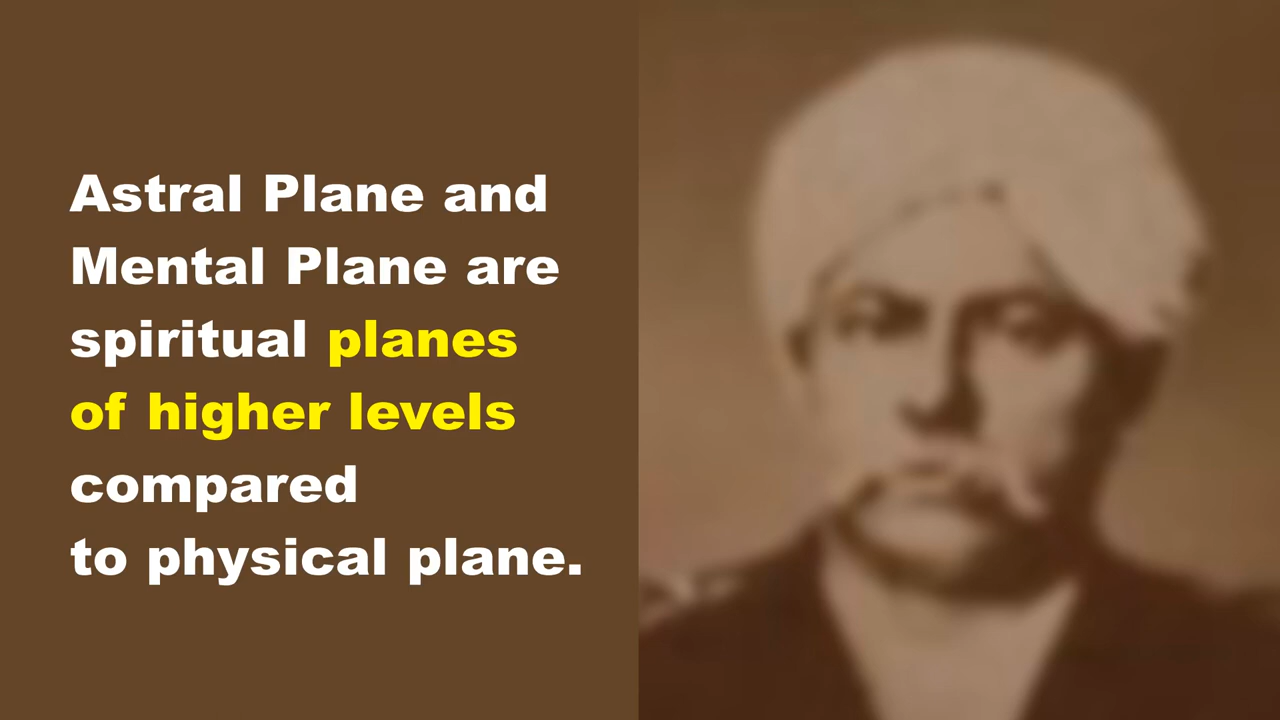 Astral Plane and
Mental Plane are
spiritual planes
of higher levels
compared
to physical plane.